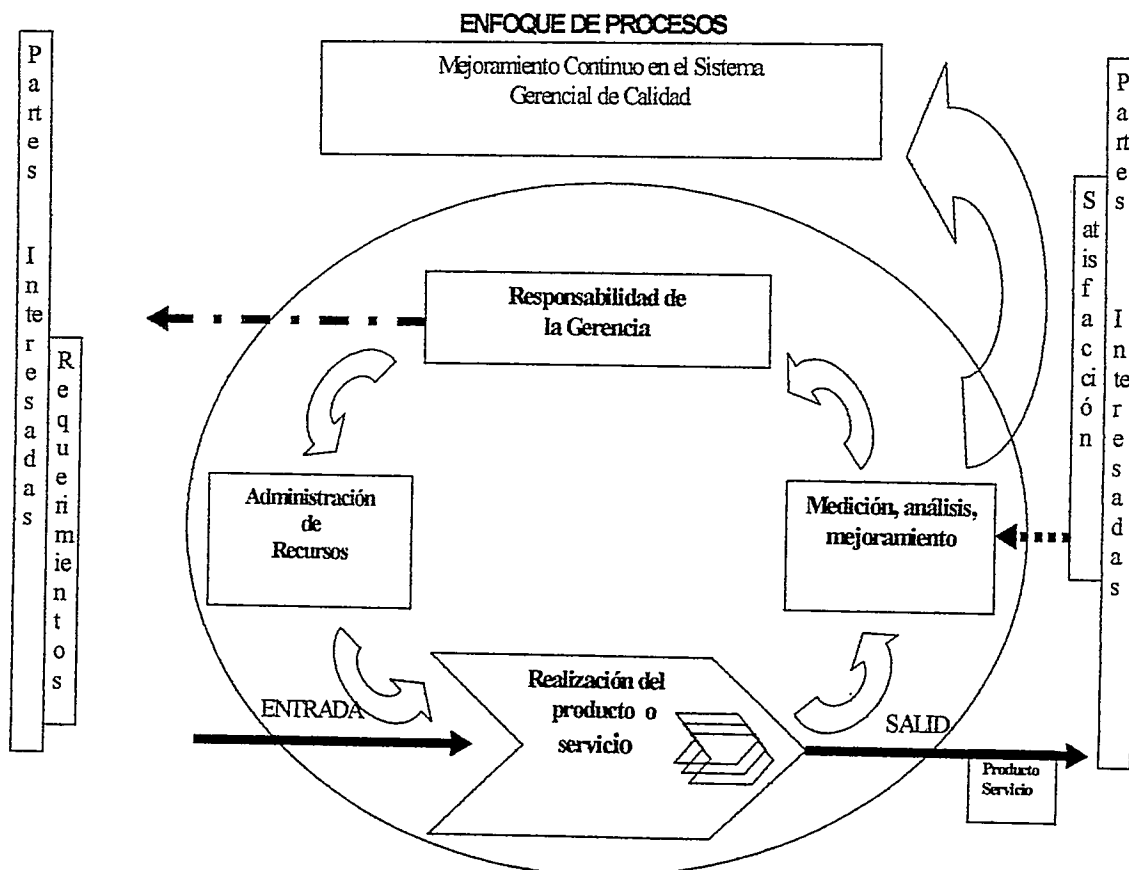 ENFOQUE DE PROCESOS
Mejoramiento Continuo en el Sistema
Gerencial de Calidad
Partes Interesadas
Requerimientos
Responsabilidad de
la Gerencia
Administración
de
Recursos
Medición, análisis,
mejoramiento
Satisfacción
Partes Interesadas
ENTRADA
Realización del
producto o
servicio
SALID
Producto
Servicio